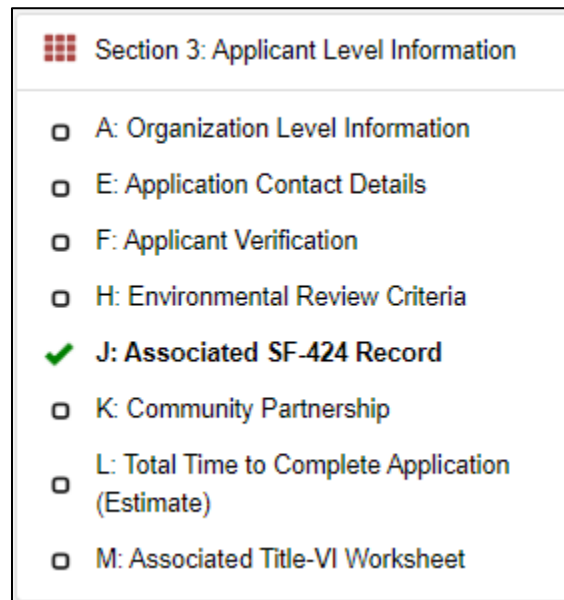 Section 3: Applicant Level Information
A: Organization Level Information
E: Application Contact Details
F: Applicant Verification
H: Environmental Review Criteria
J: Associated SF-424 Record
K: Community Partnership
L: Total Time to Complete Application
(Estimate)
M: Associated Title-VI Worksheet